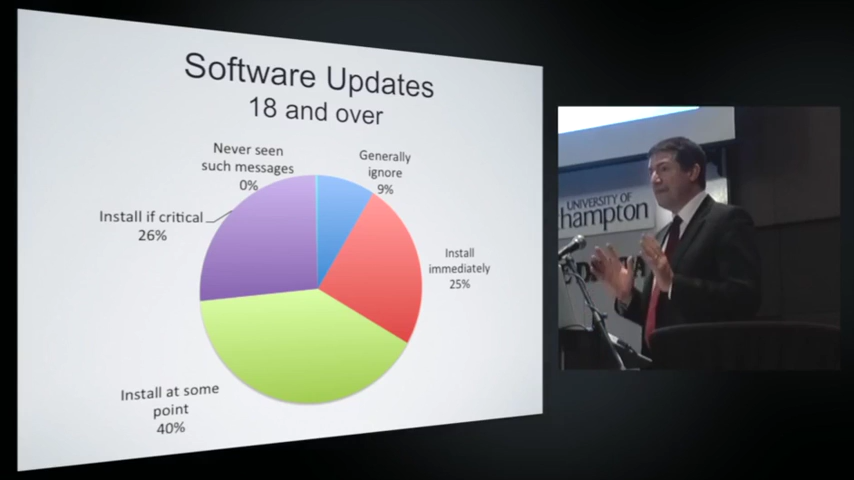 Software Updates
18 and over
Never seen
such messages
0%
Generally
ignore
9%
Install if critical
26%
Install
immediately
25%
Install at some
point
40%
UNIVERSITY OF
hampton